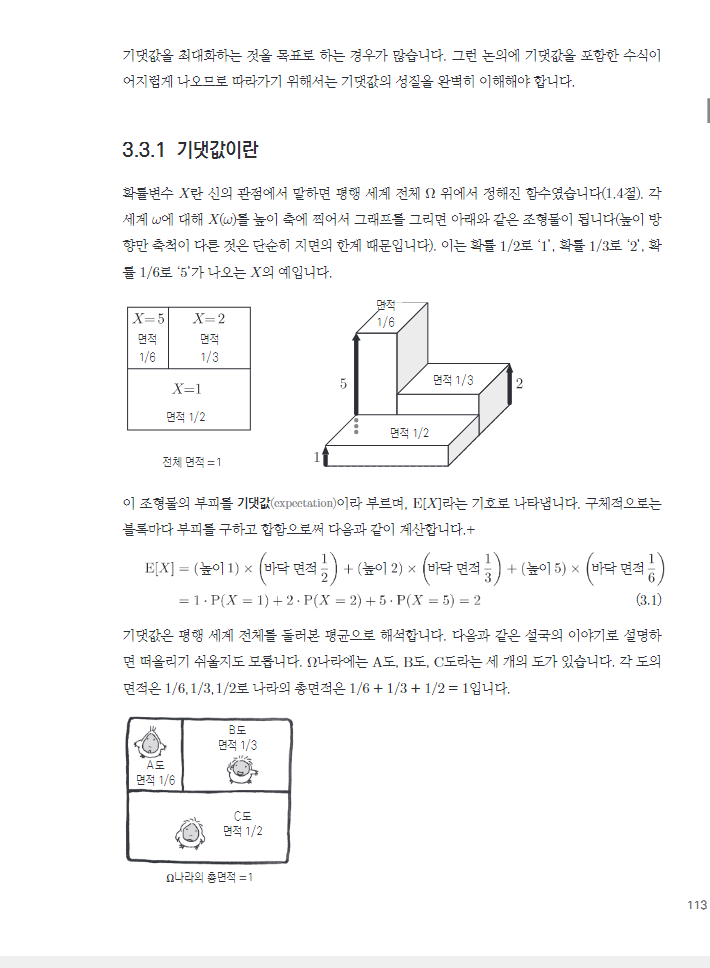 기댓값을 최대화하는 것을 목표로 하는 경우가 많습니다. 그런 논의에 기댓값을 포함한 수식이
어지럽게 나오므로 따라가기 위해서는 기댓값의 성질을 완벽히 이해해야 합니다.
3.3.1 기댓값이란
확률변수 X란 신의 관점에서 말하면 평행 세계 전체 Ω 위에서 정해진 함수였습니다(1.4절). 각
세계 ω에 대해 X(ω)를 높이 축에 찍어서 그래프를 그리면 아래와 같은 조형물이 됩니다(높이 방
향만 축척이 다른 것은 단순히 지면의 한계 때문입니다). 이는 확률 1/2로 ‘1’, 확률 1/3로 ‘2’, 확
률 1/6로 ‘5’가 나오는 X의 예입니다.
X=5
면적
1/6
X=2
면적
1/3
X=1
면적 1/2
전체 면적 = 1
면적
1/6
5
면적 1/3
2
면적 1/2
1
이 조형물의 부피를 기댓값(expectation)이라 부르며, E[X]라는 기호로 나타냅니다. 구체적으로는
블록마다 부피를 구하고 합함으로써 다음과 같이 계산합니다.+
E[X] = (높이 1) × (바닥 면적 1/2) + (높이 2) × (바닥 면적 1/3) + (높이 5) × (바닥 면적 1/6)
= 1 · P(X = 1) + 2 · P(X = 2) + 5 · P(X = 5) = 2 (3.1)
기댓값은 평행 세계 전체를 둘러본 평균으로 해석합니다. 다음과 같은 설국의 이야기로 설명하
면 떠올리기 쉬울지도 모릅니다. Ω나라에는 A도, B도, C도라는 세 개의 도가 있습니다. 각 도의
면적은 1/6, 1/3, 1/2로 나라의 총면적은 1/6 + 1/3 + 1/2 = 1입니다.
A도
면적 1/6
B도
면적 1/3
C도
면적 1/2
Ω나라의 총면적 = 1
113